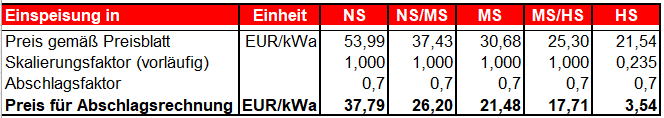 Einspeisung in Einheit NS NS/MS MS MS/HS HS
Preis gemäß Preisblatt EUR/kWa 53,99 37,43 30,68 25,30 21,54
Skalierungsfaktor (vorläufig) 1,000 1,000 1,000 1,000 0,235
Abschlagsfaktor 0,7 0,7 0,7 0,7 0,7
Preis für Abschlagsrechnung EUR/kWa 37,79 26,20 21,48 17,71 3,54